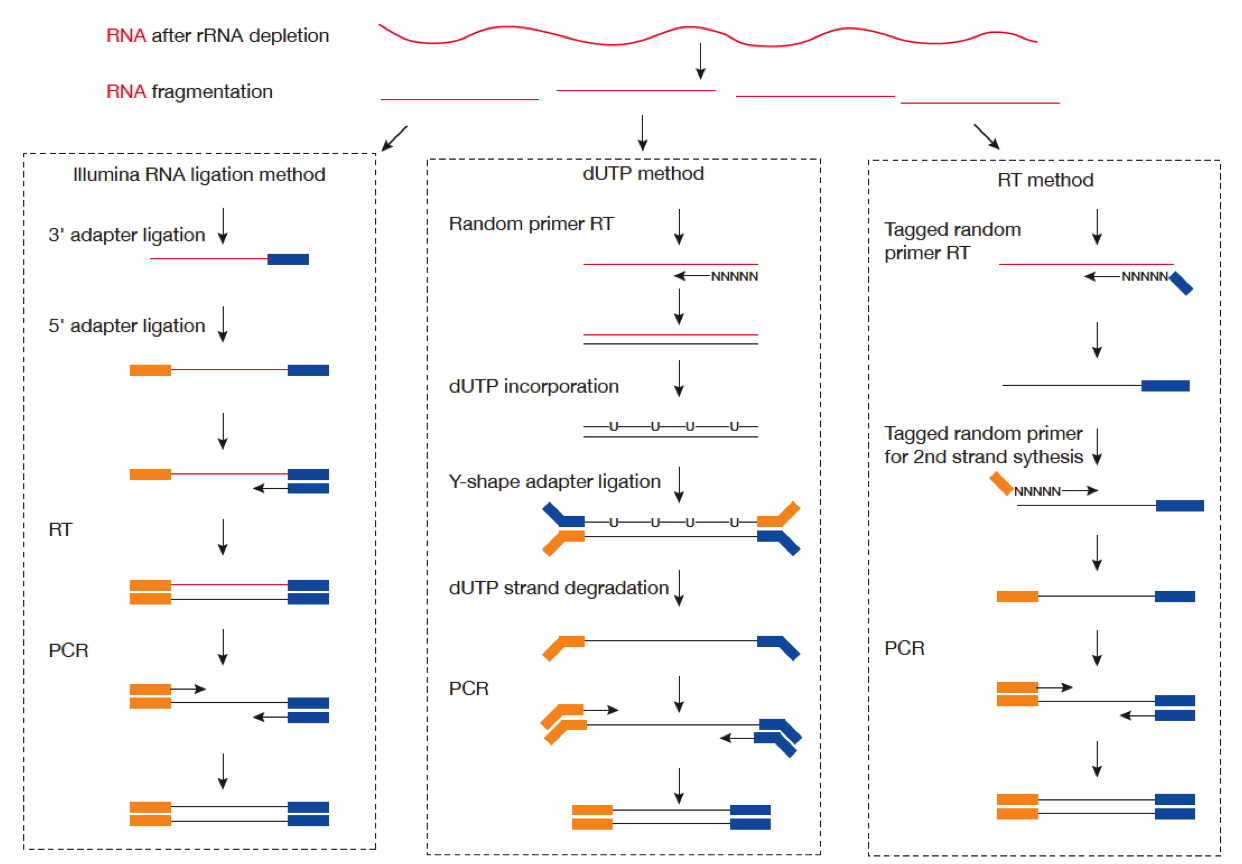 RNA after rRNA depletion
RNA fragmentation
Illumina RNA ligation method
3' adapter ligation
5' adapter ligation
RT
PCR
dUTP method
Random primer RT
NNNNN
dUTP incorporation
U U U U
Y-shape adapter ligation
U U U U
dUTP strand degradation
PCR
RT method
Tagged random
primer RT
NNNNN
Tagged random primer
for 2nd strand sythesis
NNNNN
PCR